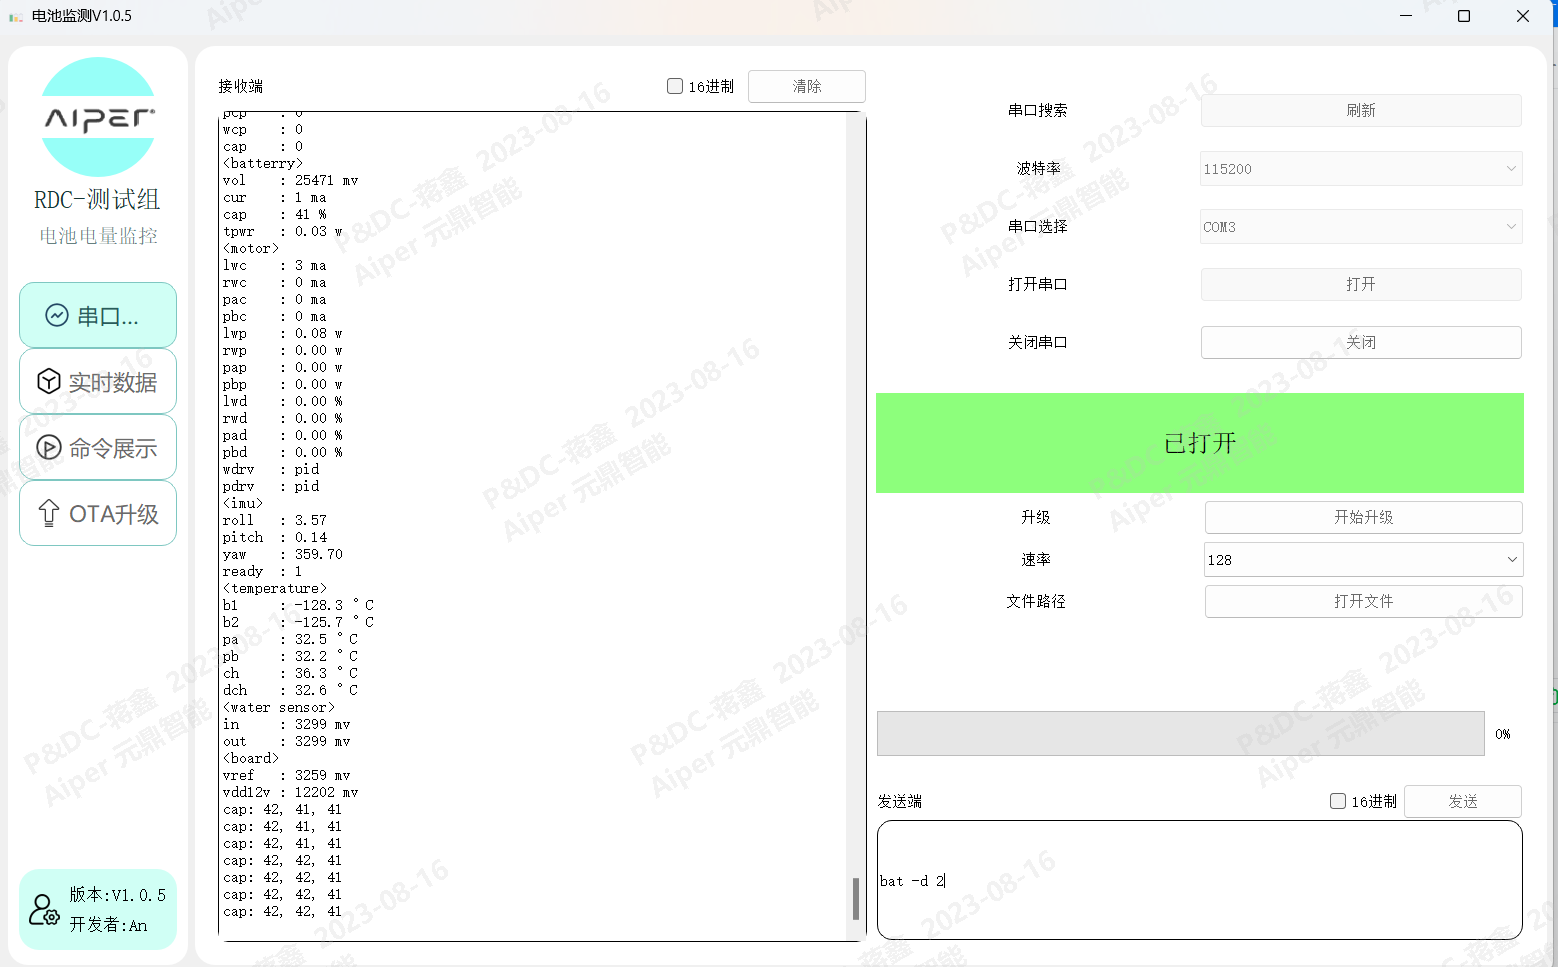 电池监测V1.0.5
AIPER
RDC-测试组
电池电量监控
串口...
实时数据
命令展示
OTA升级
版本:V1.0.5
开发者:An
接收端
16进制
清除
pcp : 0
wcp : 0
cap : 0
<batterry>
vol : 25471 mv
cur : 1 ma
cap : 41 %
tpwr : 0.03 w
<motor>
lwc : 3 ma
rwc : 0 ma
pac : 0 ma
pbc : 0 ma
lwp : 0.08 w
rwp : 0.00 w
pap : 0.00 w
pbp : 0.00 w
lwd : 0.00 %
rwd : 0.00 %
pad : 0.00 %
pbd : 0.00 %
wdrv : pid
pdrv : pid
<imu>
roll : 3.57
pitch : 0.14
yaw : 359.70
ready : 1
<temperature>
b1 : -128.3 °C
b2 : -125.7 °C
pa : 32.5 °C
pb : 32.2 °C
ch : 36.3 °C
dch : 32.6 °C
<water sensor>
in : 3299 mv
out : 3299 mv
<board>
vref : 3259 mv
vdd12v : 12202 mv
cap: 42, 41, 41
cap: 42, 41, 41
cap: 42, 41, 41
cap: 42, 42, 41
cap: 42, 42, 41
cap: 42, 42, 41
cap: 42, 42, 41
串口搜索 刷新
波特率 115200
串口选择 COM3
打开串口 打开
关闭串口 关闭
已打开
升级 开始升级
速率 128
文件路径 打开文件
0%
发送端
16进制
发送
bat -d 2
P&DC-蒋鑫 2023-08-16
Aiper 元鼎智能